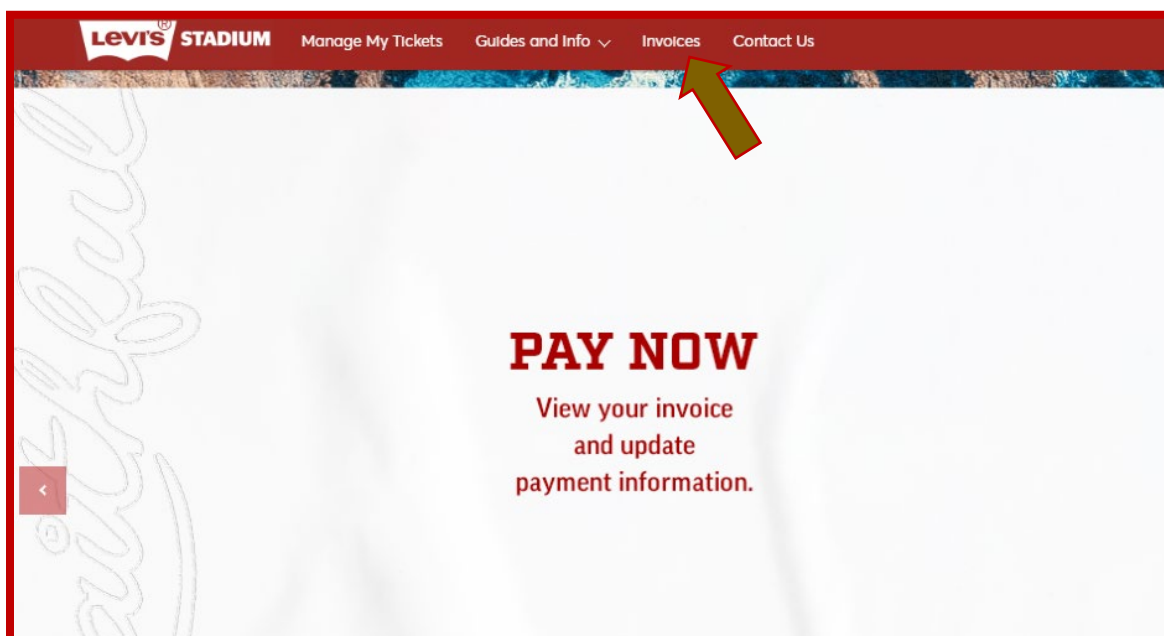 LEVI'S® STADIUM Manage My Tickets Guides and Info Invoices Contact Us
PAY NOW
View your invoice
and update
payment information.